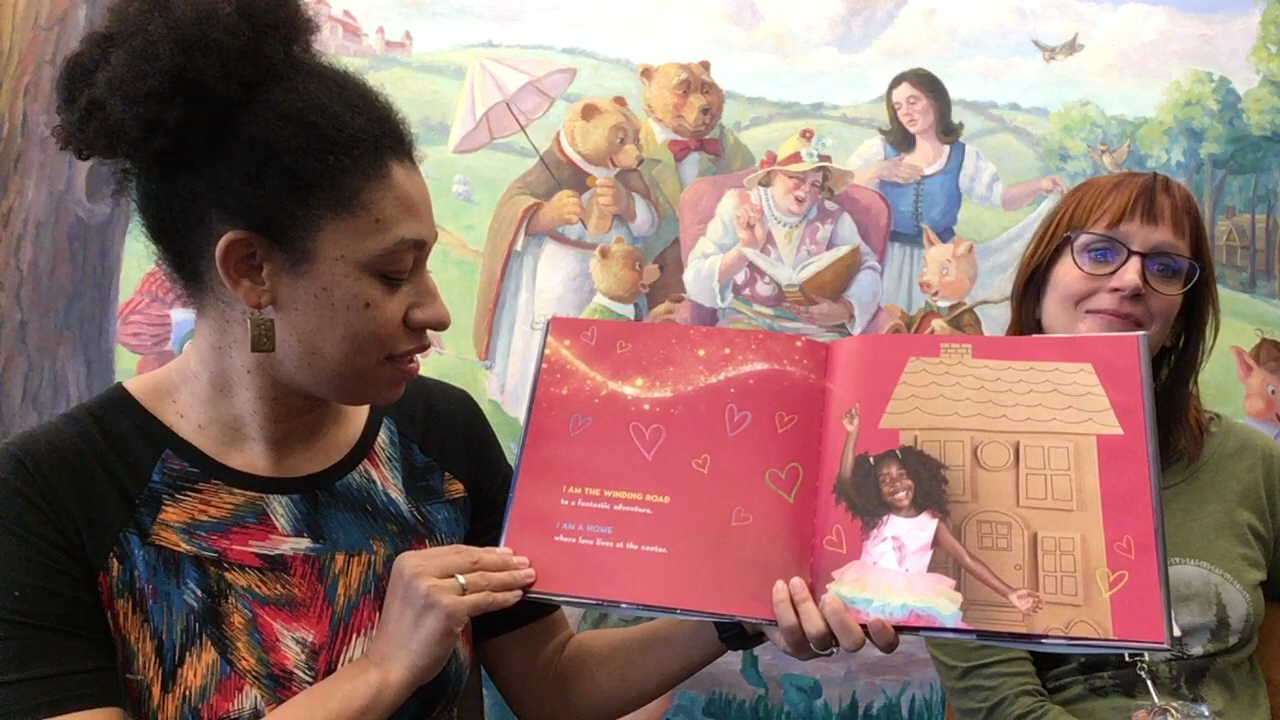 I AM THE WINDING ROAD
to a fantastic adventure.
I AM A HOME
where love lives at the center.